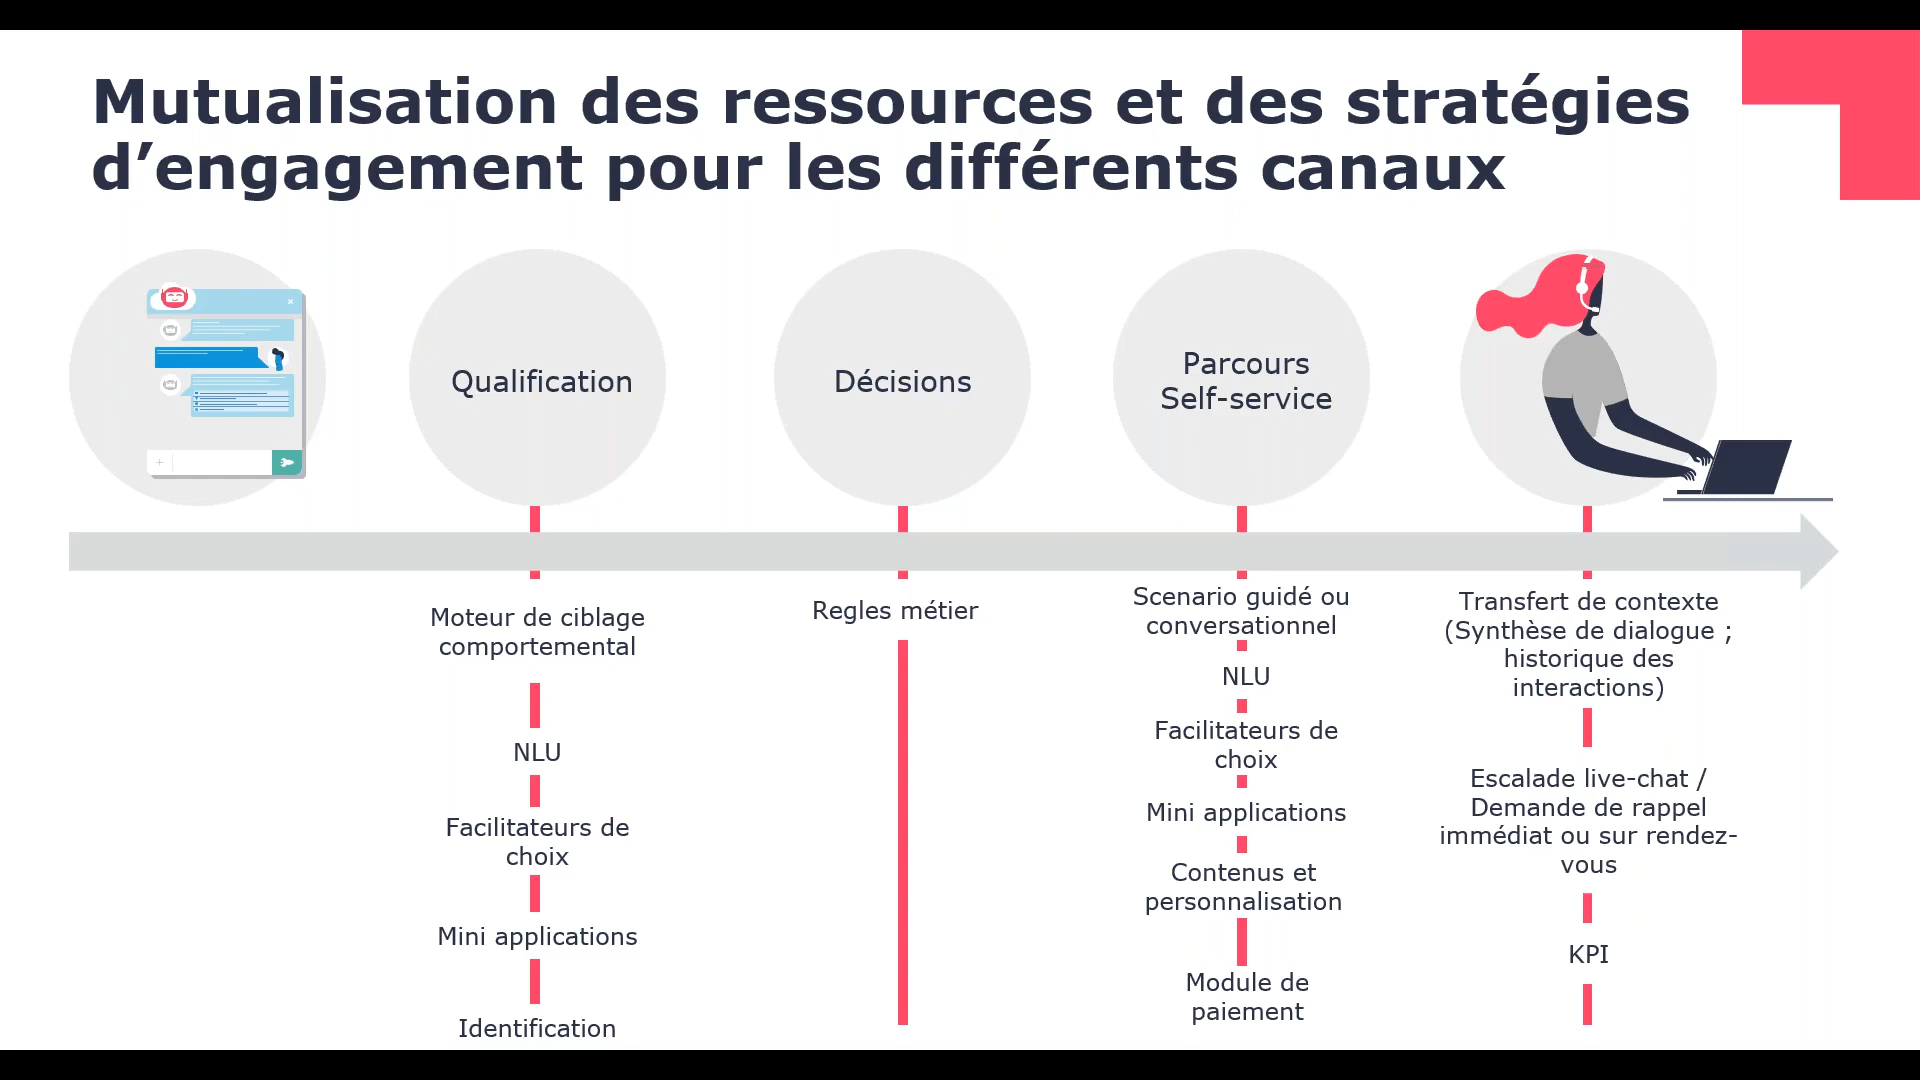 Mutualisation des ressources et des stratégies
d’engagement pour les différents canaux
Qualification
Décisions
Parcours
Self-service
Moteur de ciblage
comportemental
NLU
Facilitateurs de
choix
Mini applications
Identification
Regles métier
Scenario guidé ou
conversationnel
NLU
Facilitateurs de
choix
Mini applications
Contenus et
personnalisation
Module de
paiement
Transfert de contexte
(Synthèse de dialogue ;
historique des
interactions)
Escalade live-chat /
Demande de rappel
immédiat ou sur rendez-
vous
KPI